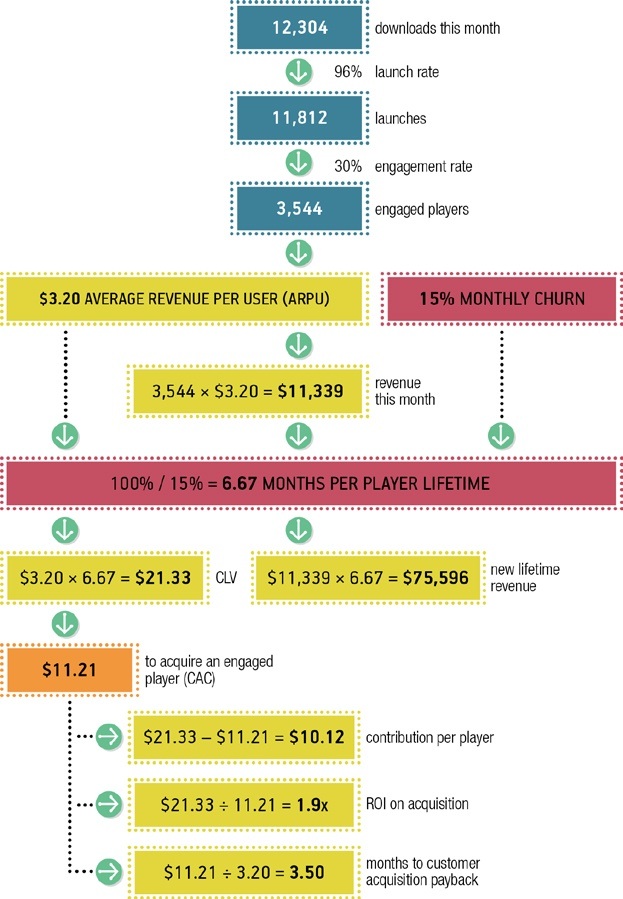 12,304
downloads this month
96% launch rate
11,812
launches
30% engagement rate
3,544
engaged players
$3.20 AVERAGE REVENUE PER USER (ARPU)
15% MONTHLY CHURN
3,544 × $3.20 = $11,339
revenue
this month
100% / 15% = 6.67 MONTHS PER PLAYER LIFETIME
$3.20 × 6.67 = $21.33
CLV
$11,339 × 6.67 = $75,596
new lifetime
revenue
$11.21
to acquire an engaged
player (CAC)
$21.33 – $11.21 = $10.12
contribution per player
$21.33 ÷ 11.21 = 1.9x
ROI on acquisition
$11.21 ÷ 3.20 = 3.50
months to customer
acquisition payback